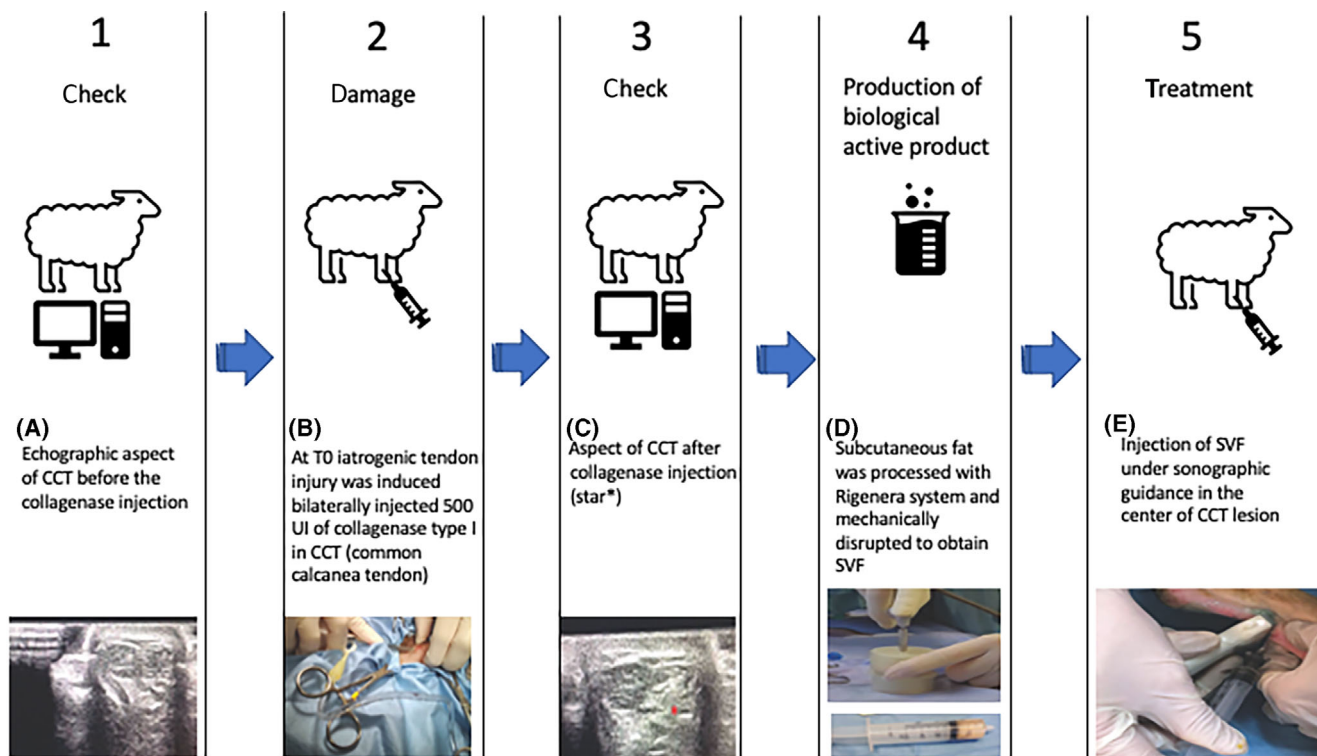 1
Check
(A)
Echographic aspect
of CCT before the
collagenase injection
2
Damage
(B)
At T0 iatrogenic tendon
injury was induced
bilaterally injected 500
UI of collagenase type I
in CCT (common
calcanea tendon)
3
Check
(C)
Aspect of CCT after
collagenase injection
(star*)
4
Production of
biological
active product
(D)
Subcutaneous fat
was processed with
Rigenera system and
mechanically
disrupted to obtain
SVF
5
Treatment
(E)
Injection of SVF
under sonographic
guidance in the
center of CCT lesion